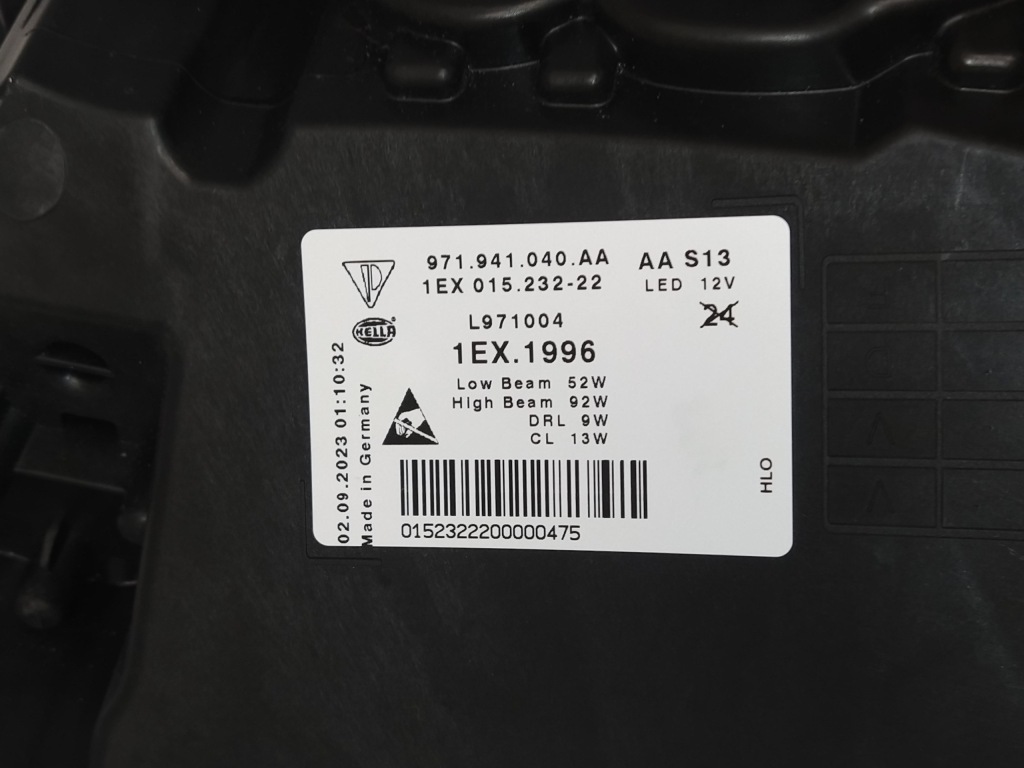 971.941.040.AA AA S13
1EX 015.232-22 LED 12V
24
HELLA
L971004
1EX.1996
Low Beam 52W
High Beam 92W
DRL 9W
CL 13W
02.09.2023 01:10:32
Made in Germany
HLO
0152322200000475